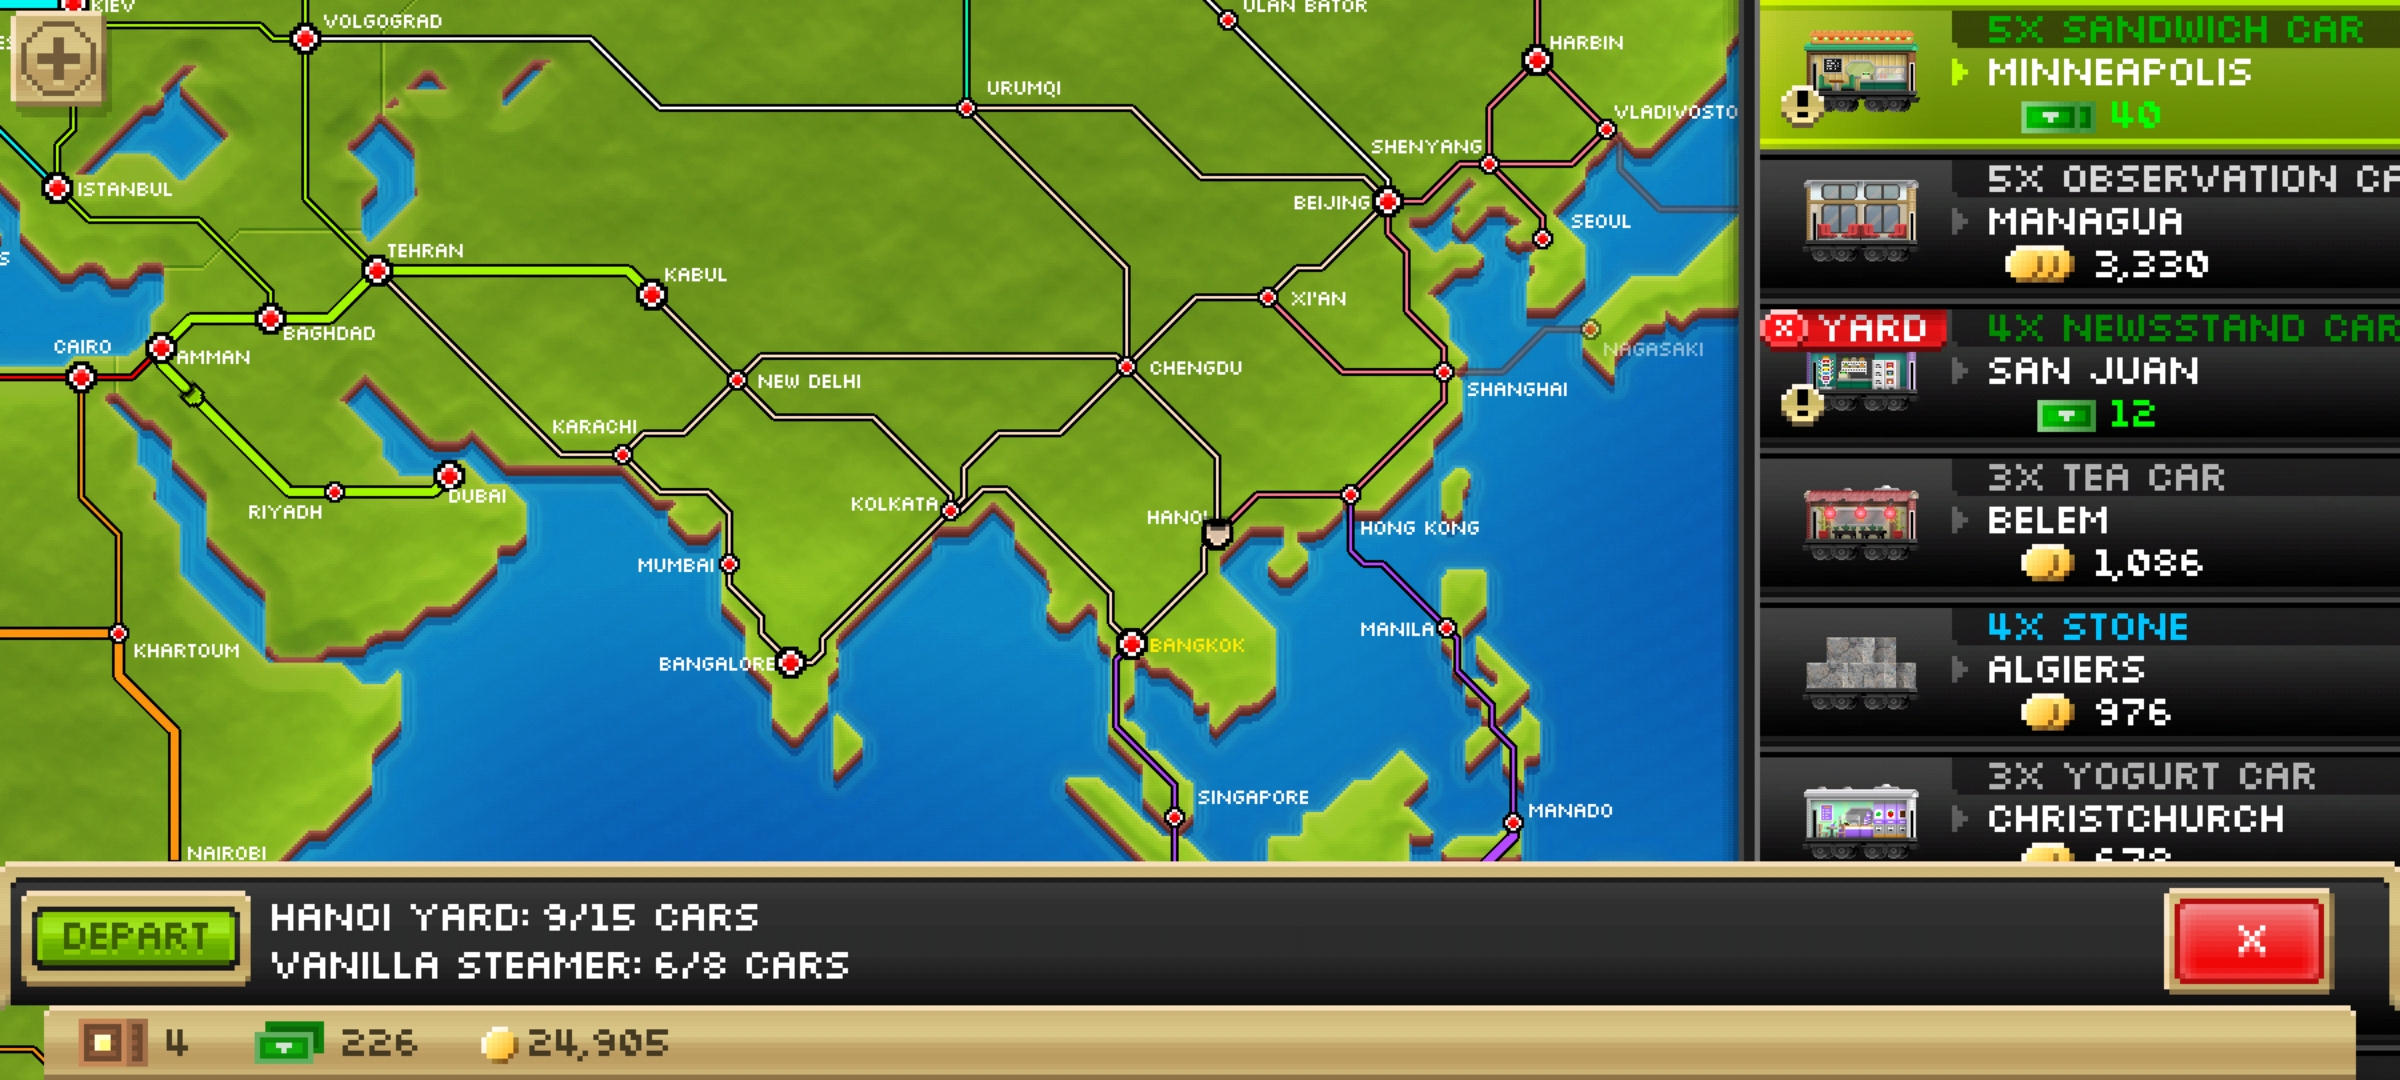 KIEV
VOLGOGRAD
ULAN BATOR
HARBIN
URUMQI
VLADIVOSTO
SHENYANG
ISTANBUL
BEIJING
SEOUL
TEHRAN
KABUL
XI'AN
BAGHDAD
CAIRO
AMMAN
NAGASAKI
NEW DELHI
CHENGDU
SHANGHAI
KARACHI
DUBAI
RIYADH
KOLKATA
HANOI
HONG KONG
MUMBAI
MANILA
KHARTOUM
BANGKOK
BANGALORE
SINGAPORE
MANADO
NAIROBI
5X SANDWICH CAR
MINNEAPOLIS
40
5X OBSERVATION CA
MANAGUA
3,330
YARD
4X NEWSSTAND CAR
SAN JUAN
12
3X TEA CAR
BELEM
1,086
4X STONE
ALGIERS
976
3X YOGURT CAR
CHRISTCHURCH
678
DEPART
HANOI YARD: 9/15 CARS
VANILLA STEAMER: 6/8 CARS
X
4
226
24,905